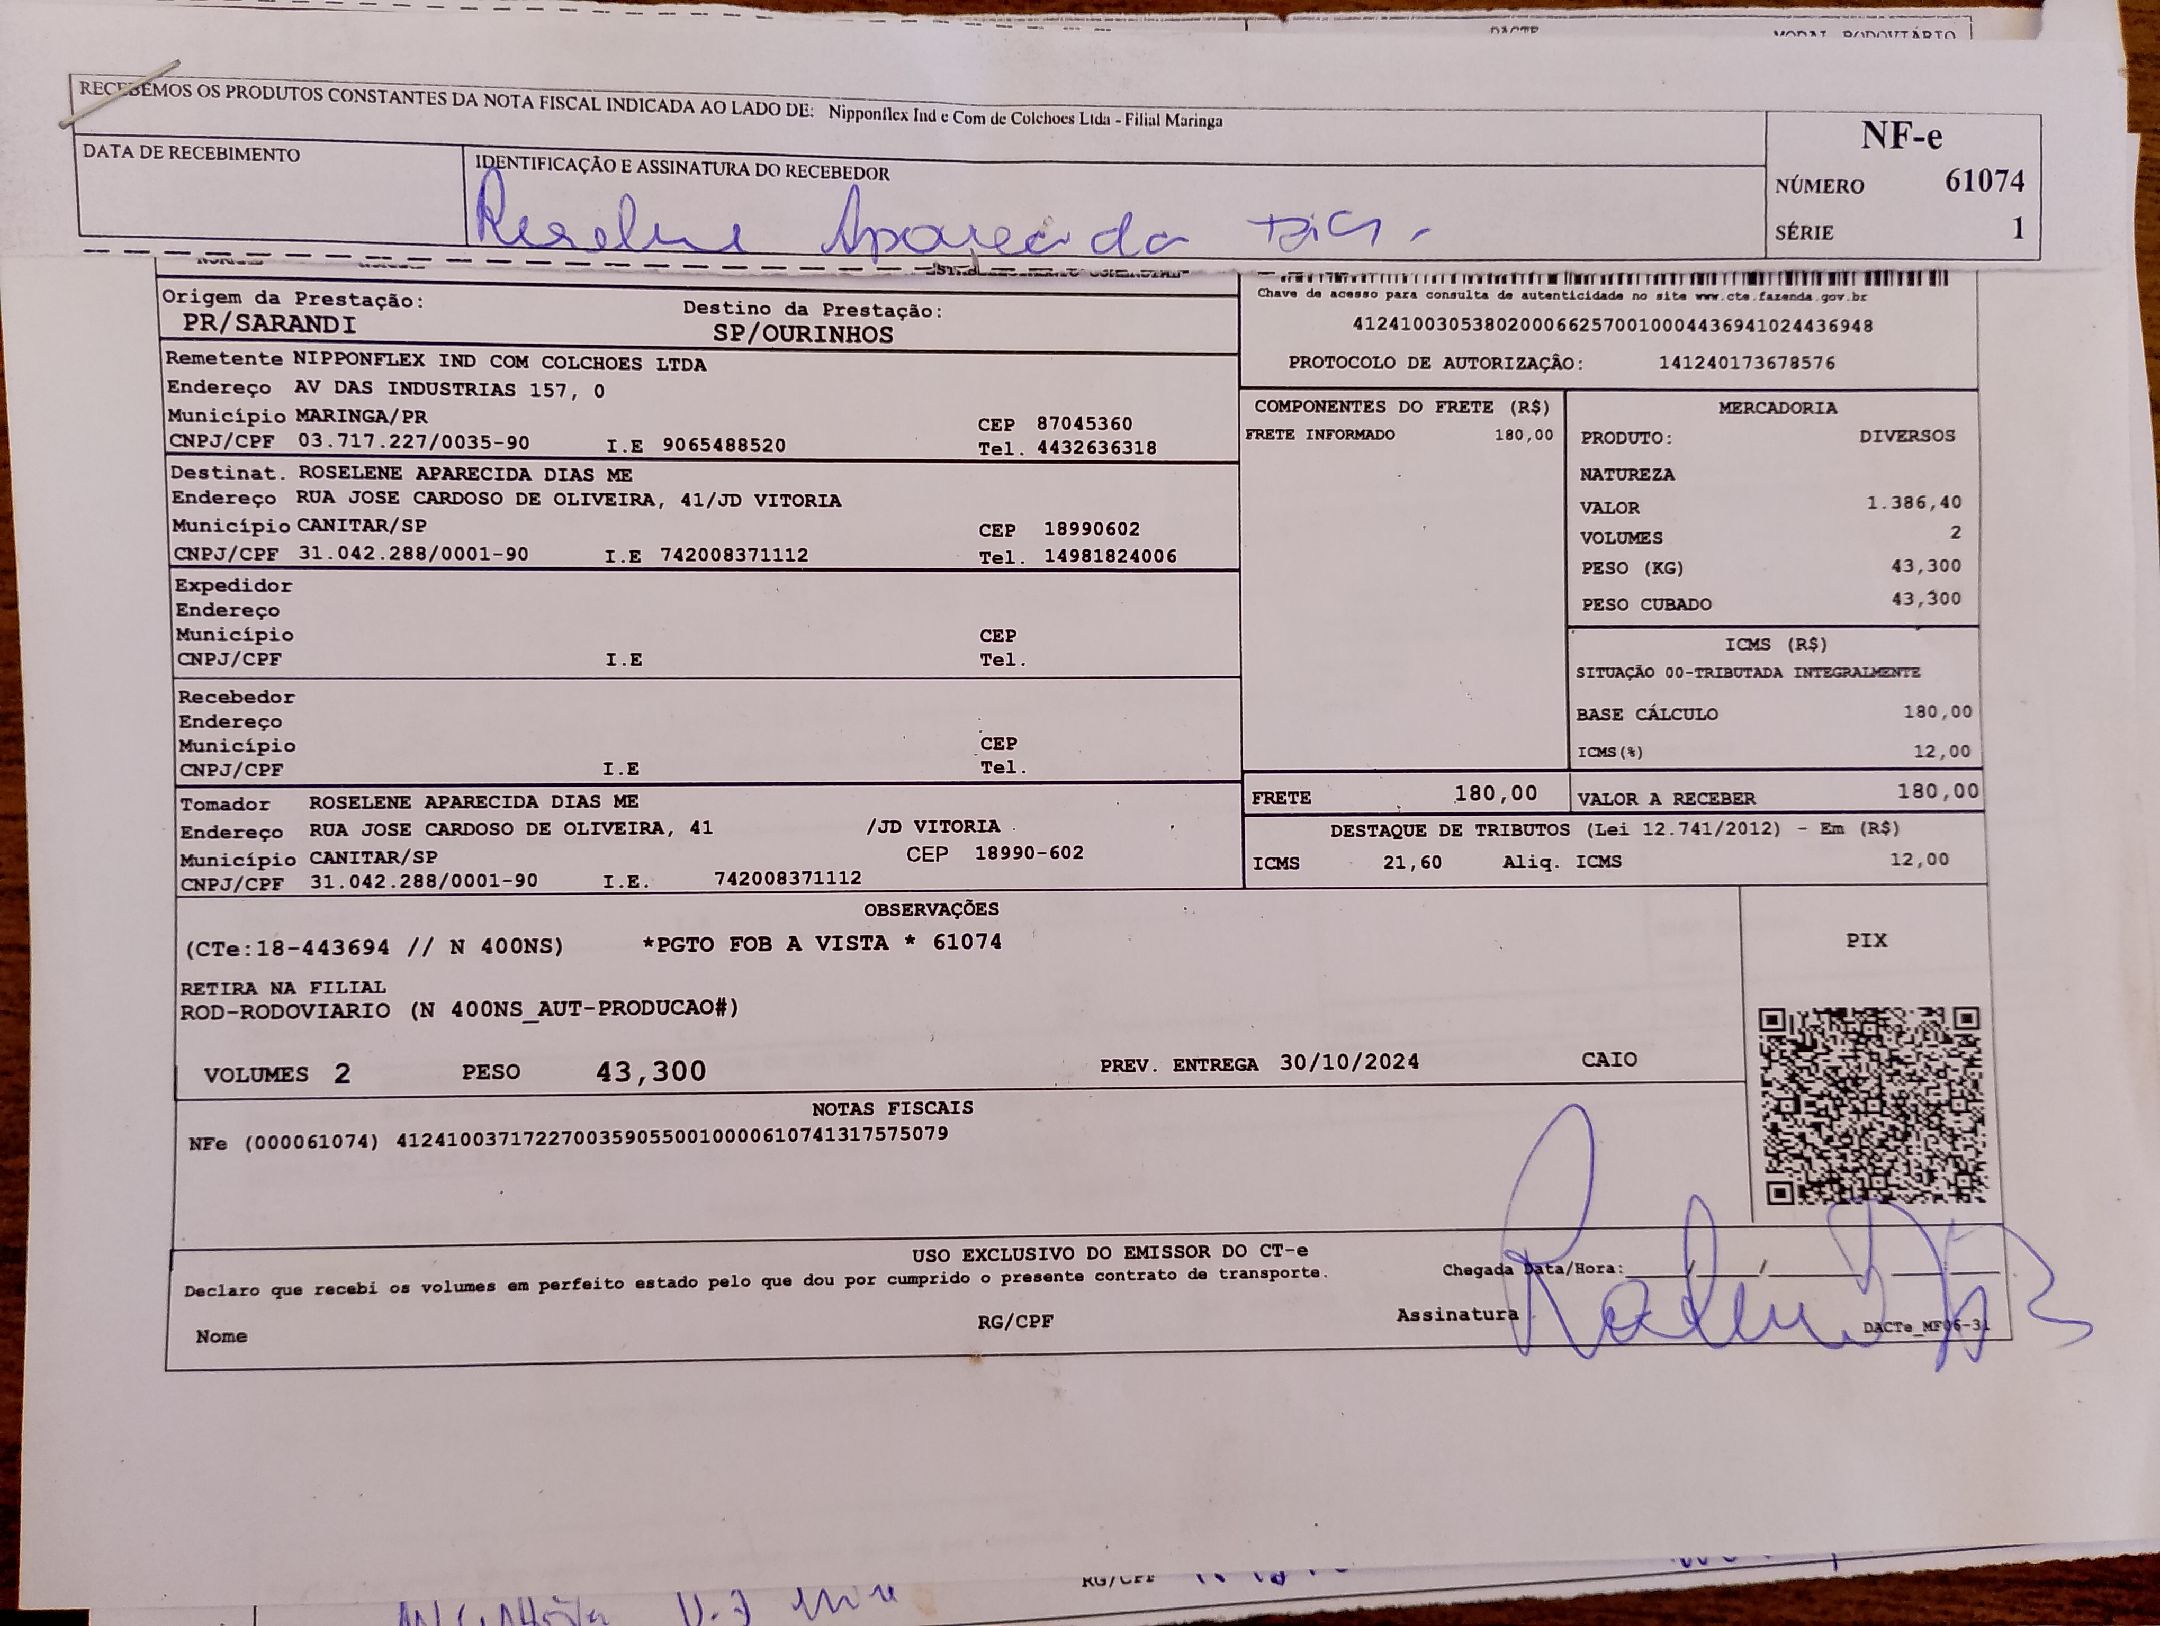 MODAL RODOVIÁRIO
RECEBEMOS OS PRODUTOS CONSTANTES DA NOTA FISCAL INDICADA AO LADO DE: Nipponflex Ind e Com de Colchoes Ltda - Filial Maringa
NF-e
DATA DE RECEBIMENTO
IDENTIFICAÇÃO E ASSINATURA DO RECEBEDOR
NÚMERO 61074
Roselene Aparecida Dias
SÉRIE 1
Origem da Prestação:
PR/SARANDI
Destino da Prestação:
SP/OURINHOS
Chave de acesso para consulta de autenticidade no site www.cte.fazenda.gov.br
41241003053802000662570010004436941024436948
PROTOCOLO DE AUTORIZAÇÂO: 141240173678576
Remetente NIPPONFLEX IND COM COLCHOES LTDA
Endereço AV DAS INDUSTRIAS 157, 0
Município MARINGA/PR CEP 87045360
CNPJ/CPF 03.717.227/0035-90 I.E 9065488520 Tel. 4432636318
Destinat. ROSELENE APARECIDA DIAS ME
Endereço RUA JOSE CARDOSO DE OLIVEIRA, 41/JD VITORIA
Município CANITAR/SP CEP 18990602
CNPJ/CPF 31.042.288/0001-90 I.E 742008371112 Tel. 14981824006
Expedidor
Endereço
Município CEP
CNPJ/CPF I.E Tel.
Recebedor
Endereço
Município CEP
CNPJ/CPF I.E Tel.
Tomador ROSELENE APARECIDA DIAS ME
Endereço RUA JOSE CARDOSO DE OLIVEIRA, 41 /JD VITORIA
Município CANITAR/SP CEP 18990-602
CNPJ/CPF 31.042.288/0001-90 I.E. 742008371112
COMPONENTES DO FRETE (R$)
FRETE INFORMADO 180,00
MERCADORIA
PRODUTO: DIVERSOS
NATUREZA
VALOR 1.386,40
VOLUMES 2
PESO (KG) 43,300
PESO CUBADO 43,300
ICMS (R$)
SITUAÇÃO 00-TRIBUTADA INTEGRALMENTE
BASE CÁLCULO 180,00
ICMS(%) 12,00
FRETE 180,00 VALOR A RECEBER 180,00
DESTAQUE DE TRIBUTOS (Lei 12.741/2012) - Em (R$)
ICMS 21,60 Aliq. ICMS 12,00
OBSERVAÇÕES
(CTe:18-443694 // N 400NS) *PGTO FOB A VISTA * 61074
PIX
RETIRA NA FILIAL
ROD-RODOVIARIO (N 400NS_AUT-PRODUCAO#)
VOLUMES 2 PESO 43,300 PREV. ENTREGA 30/10/2024 CAIO
NOTAS FISCAIS
NFe (000061074) 41241003717227003590550010000610741317575079
USO EXCLUSIVO DO EMISSOR DO CT-e
Declaro que recebi os volumes em perfeito estado pelo que dou por cumprido o presente contrato de transporte.
Chegada Data/Hora:
Nome RG/CPF Assinatura
DACTe_MF06-31
RG/CPF